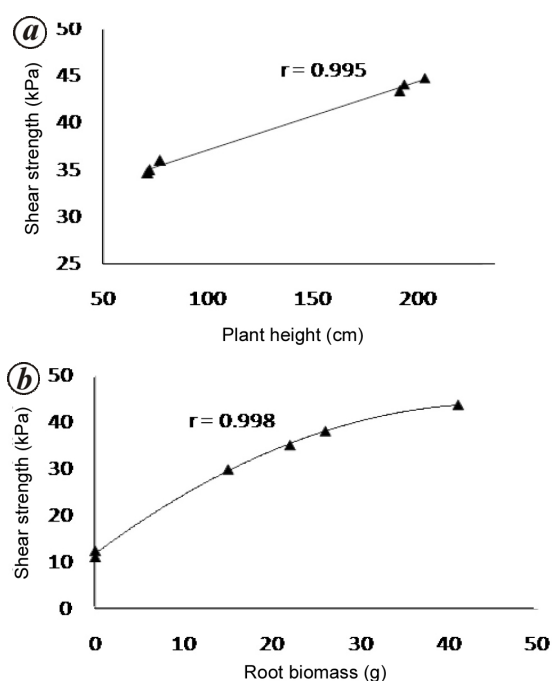 a
50
45
40
35
30
25
Shear strength (kPa)
r = 0.995
50 100 150 200
Plant height (cm)
b
50
40
30
20
10
0
Shear strength (kPa)
r = 0.998
0 10 20 30 40 50
Root biomass (g)